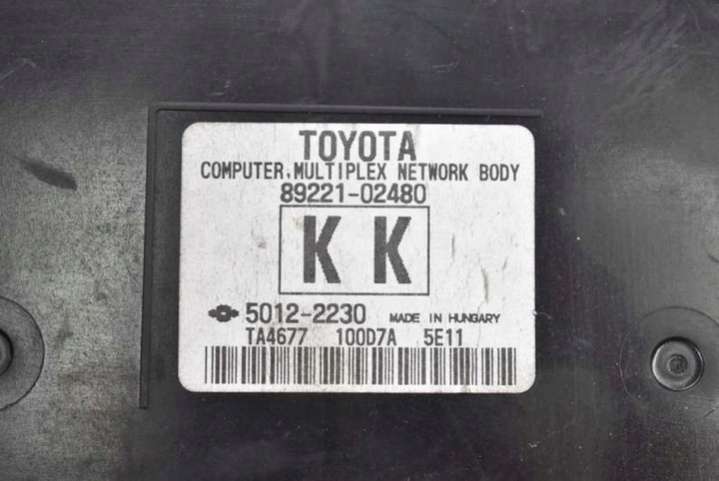 TOYOTA
COMPUTER,MULTIPLEX NETWORK BODY
89221-02480
K K
5012-2230 MADE IN HUNGARY
TA4677 100D7A 5E11